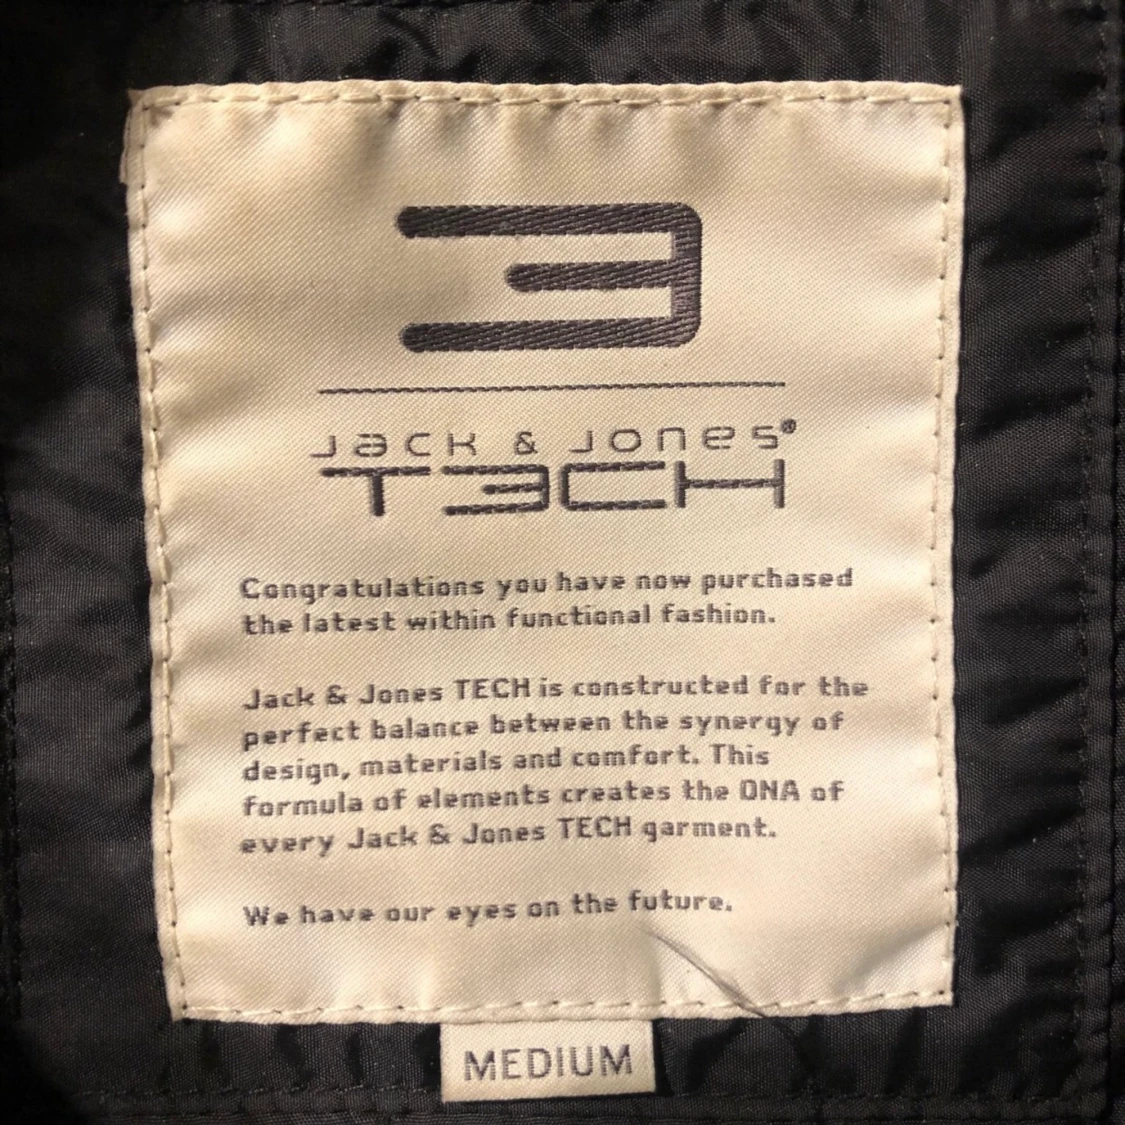 Jack & Jones®
TECH
Congratulations you have now purchased
the latest within functional fashion.
Jack & Jones TECH is constructed for the
perfect balance between the synergy of
design, materials and comfort. This
formula of elements creates the DNA of
every Jack & Jones TECH garment.
We have our eyes on the future.
MEDIUM